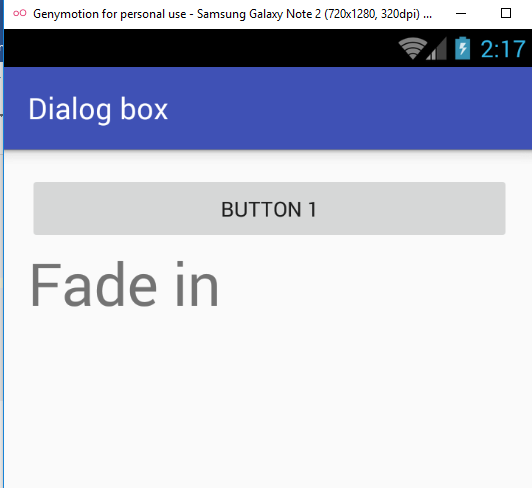 Genymotion for personal use - Samsung Galaxy Note 2 (720x1280, 320dpi) ...
2:17
Dialog box
BUTTON 1
Fade in